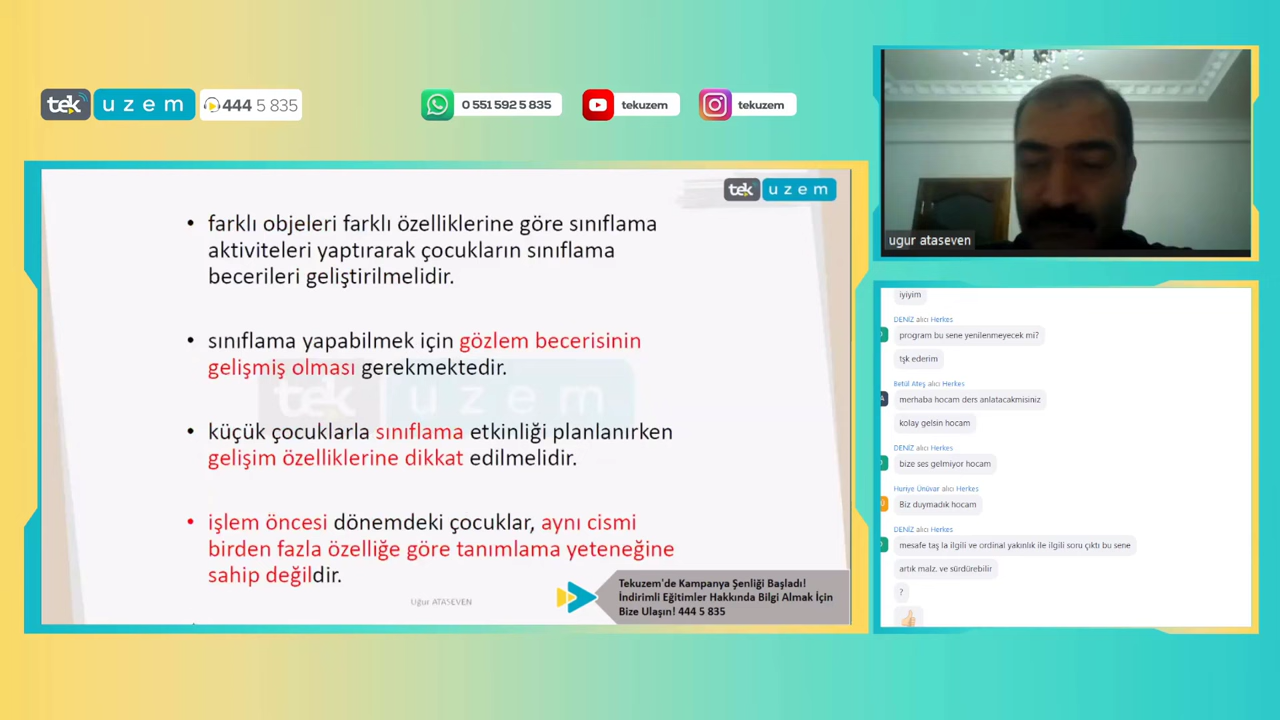 tek uzem 444 5 835
0 551 592 5 835
tekuzem
tekuzem
ugur ataseven
tek uzem
• farklı objeleri farklı özelliklerine göre sınıflama
aktiviteleri yaptırarak çocukların sınıflama
becerileri geliştirilmelidir.
• sınıflama yapabilmek için gözlem becerisinin
gelişmiş olması gerekmektedir.
tek uzem
• küçük çocuklarla sınıflama etkinliği planlanırken
gelişim özelliklerine dikkat edilmelidir.
• işlem öncesi dönemdeki çocuklar, aynı cismi
birden fazla özelliğe göre tanımlama yeteneğine
sahip değildir.
Uğur ATASEVEN
Tekuzem'de Kampanya Şenliği Başladı!
İndirimli Eğitimler Hakkında Bilgi Almak İçin
Bize Ulaşın! 444 5 835
iyiyim
DENİZ alıcı Herkes
program bu sene yenilenmeyecek mi?
tşk ederim
Betül Ateş alıcı Herkes
merhaba hocam ders anlatacakmisiniz
kolay gelsin hocam
DENİZ alıcı Herkes
bize ses gelmiyor hocam
Huriye Ünüvar alıcı Herkes
Biz duymadık hocam
DENİZ alıcı Herkes
mesafe taş la ilgili ve ordinal yakınlık ile ilgili soru çıktı bu sene
artık malz. ve sürdürebilir
?